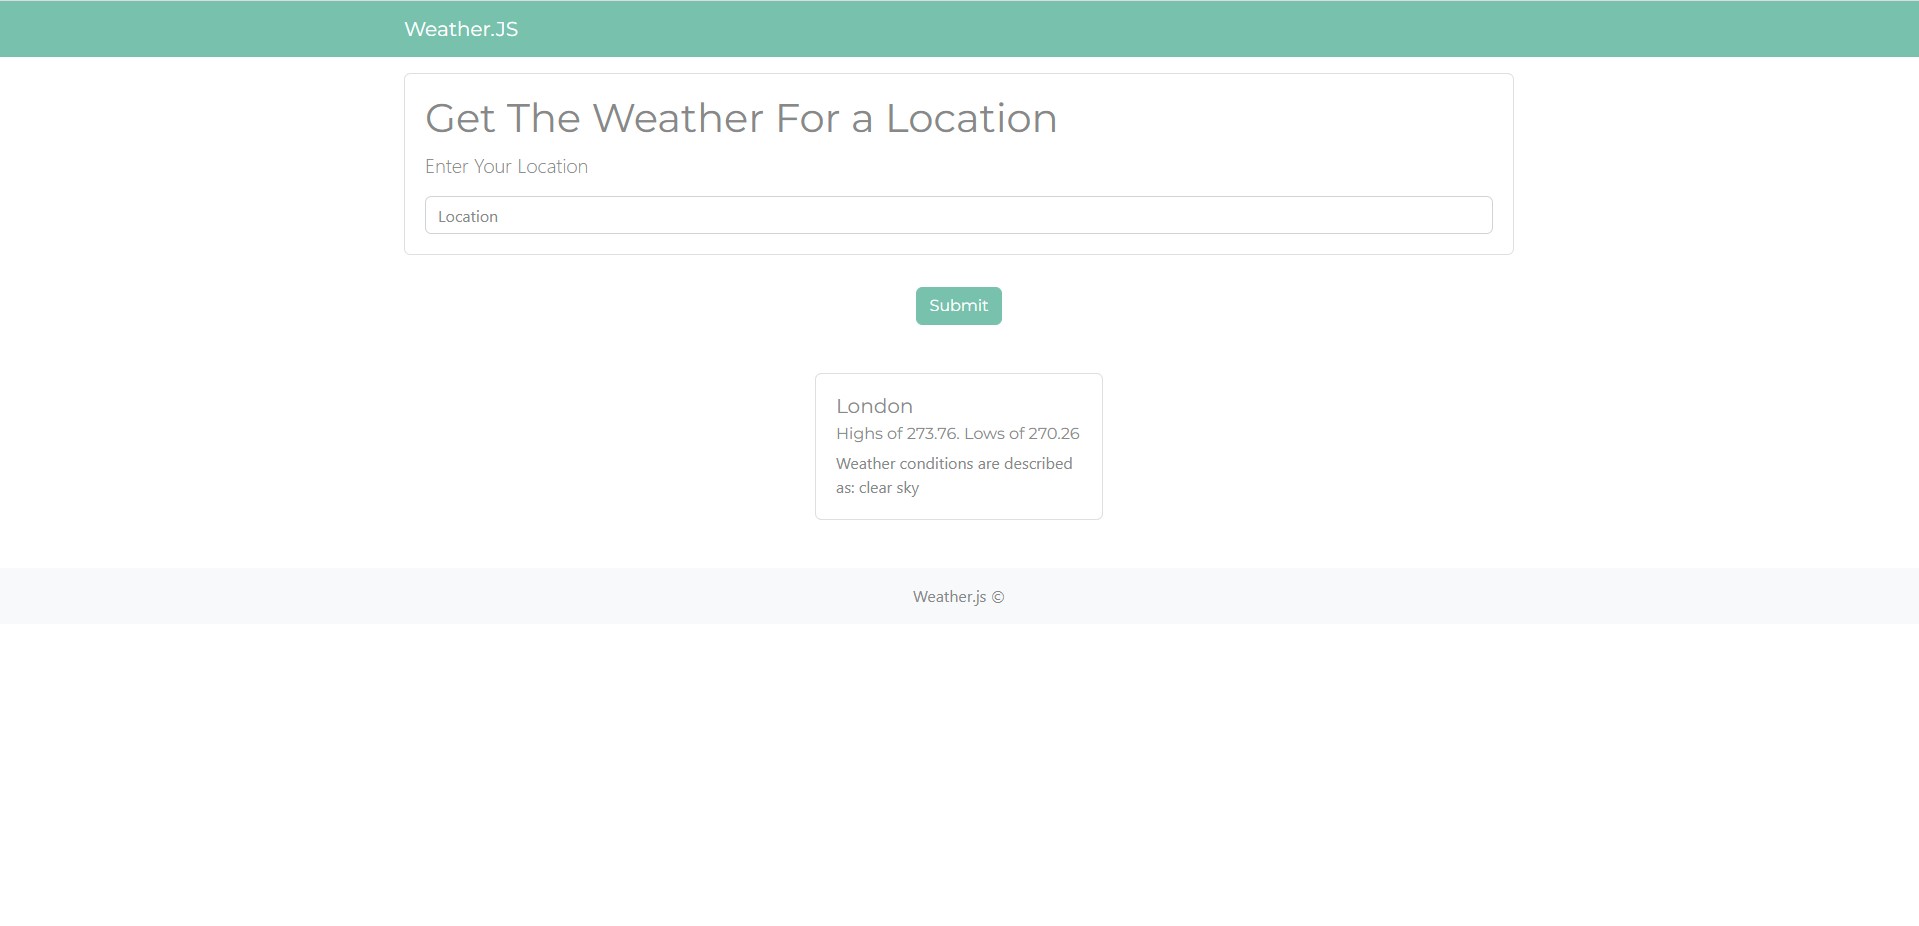 Weather.JS
Get The Weather For a Location
Enter Your Location
Location
Submit
London
Highs of 273.76. Lows of 270.26
Weather conditions are described
as: clear sky
Weather.js ©